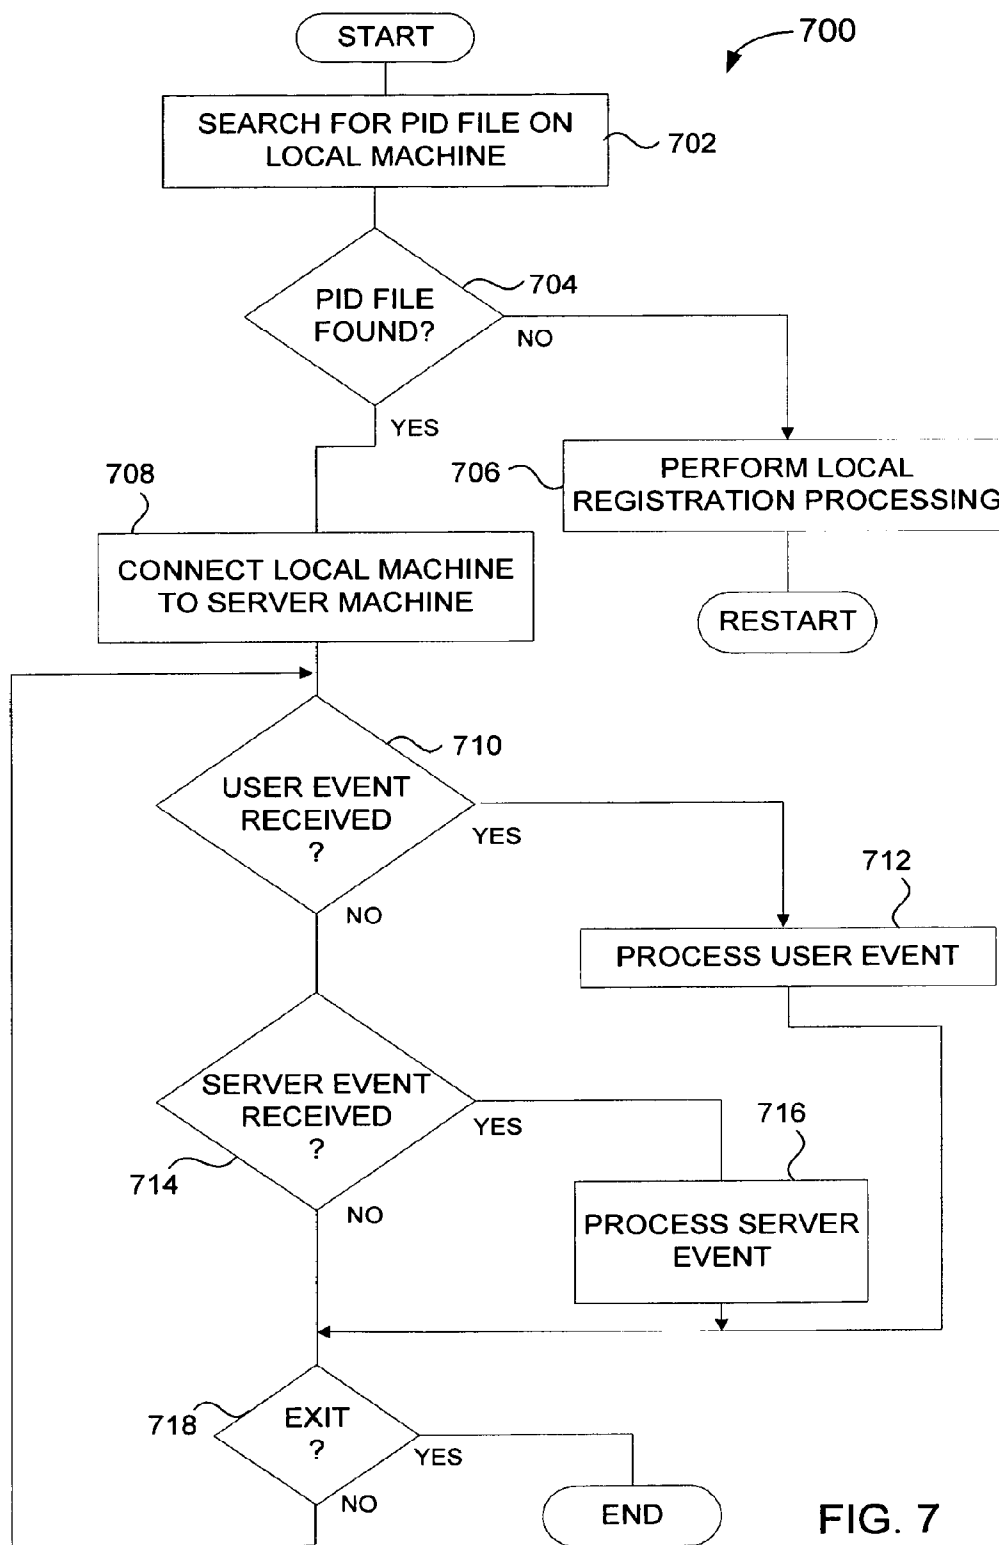 START
700
SEARCH FOR PID FILE ON
LOCAL MACHINE
702
704
PID FILE
FOUND?
NO
YES
708
706
PERFORM LOCAL
REGISTRATION PROCESSING
CONNECT LOCAL MACHINE
TO SERVER MACHINE
RESTART
710
USER EVENT
RECEIVED
?
YES
712
NO
PROCESS USER EVENT
SERVER EVENT
RECEIVED
?
YES
716
714
NO
PROCESS SERVER
EVENT
718
EXIT
?
YES
NO
END
FIG. 7